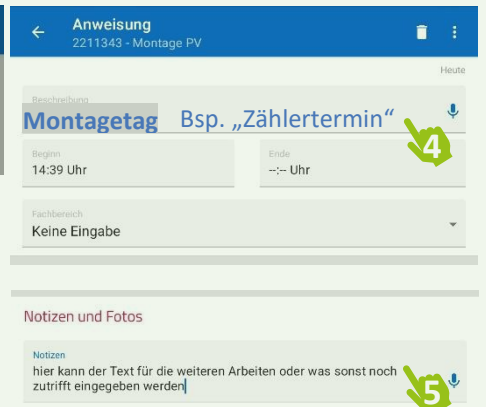 Anweisung
2211343 - Montage PV
Heute
Beschreibung
Montagetag Bsp. „Zählertermin“
4
Beginn
14:39 Uhr
Ende
--:-- Uhr
Fachbereich
Keine Eingabe
Notizen und Fotos
Notizen
hier kann der Text für die weiteren Arbeiten oder was sonst noch
zutrifft eingegeben werden
5